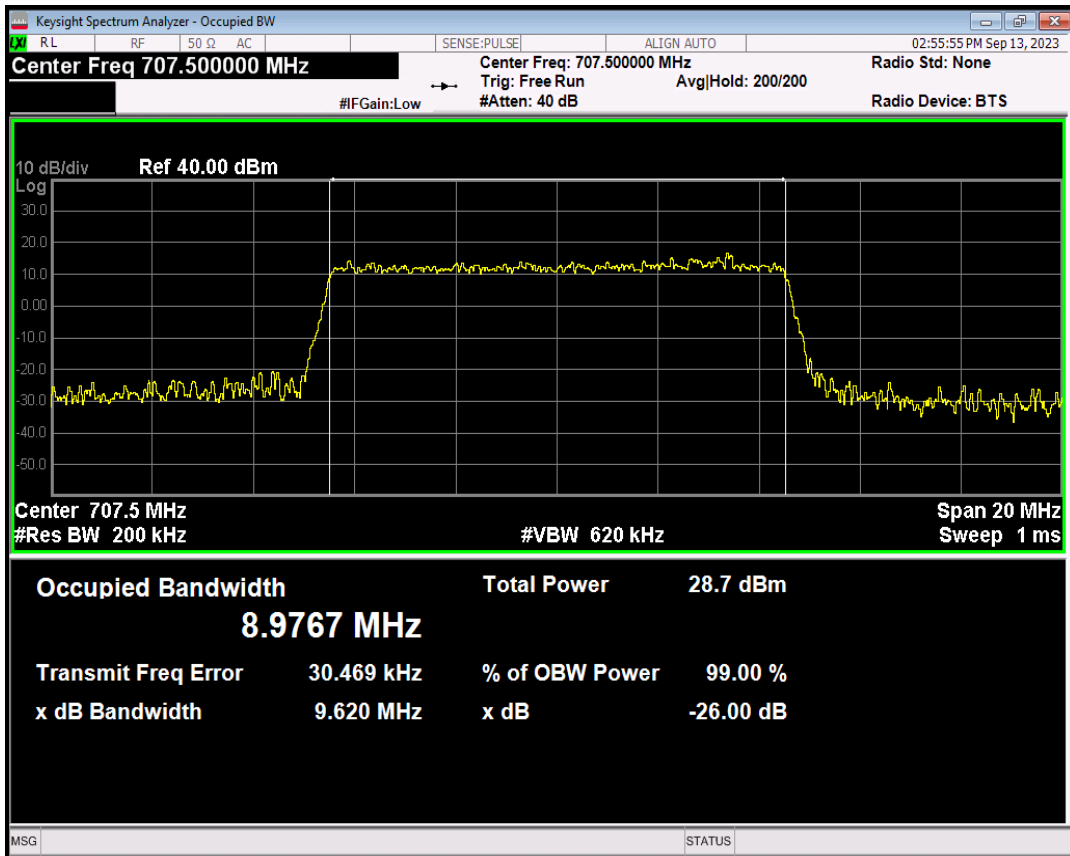 Keysight Spectrum Analyzer - Occupied BW
LXI RL RF 50 Ω AC SENSE:PULSE ALIGN AUTO 02:55:55 PM Sep 13, 2023
Center Freq 707.500000 MHz Center Freq: 707.500000 MHz Radio Std: None
Trig: Free Run Avg|Hold: 200/200
#IFGain:Low #Atten: 40 dB Radio Device: BTS
10 dB/div Ref 40.00 dBm
Log
30.0
20.0
10.0
0.00
-10.0
-20.0
-30.0
-40.0
-50.0
Center 707.5 MHz Span 20 MHz
#Res BW 200 kHz #VBW 620 kHz Sweep 1 ms
Occupied Bandwidth Total Power 28.7 dBm
8.9767 MHz
Transmit Freq Error 30.469 kHz % of OBW Power 99.00 %
x dB Bandwidth 9.620 MHz x dB -26.00 dB
MSG STATUS